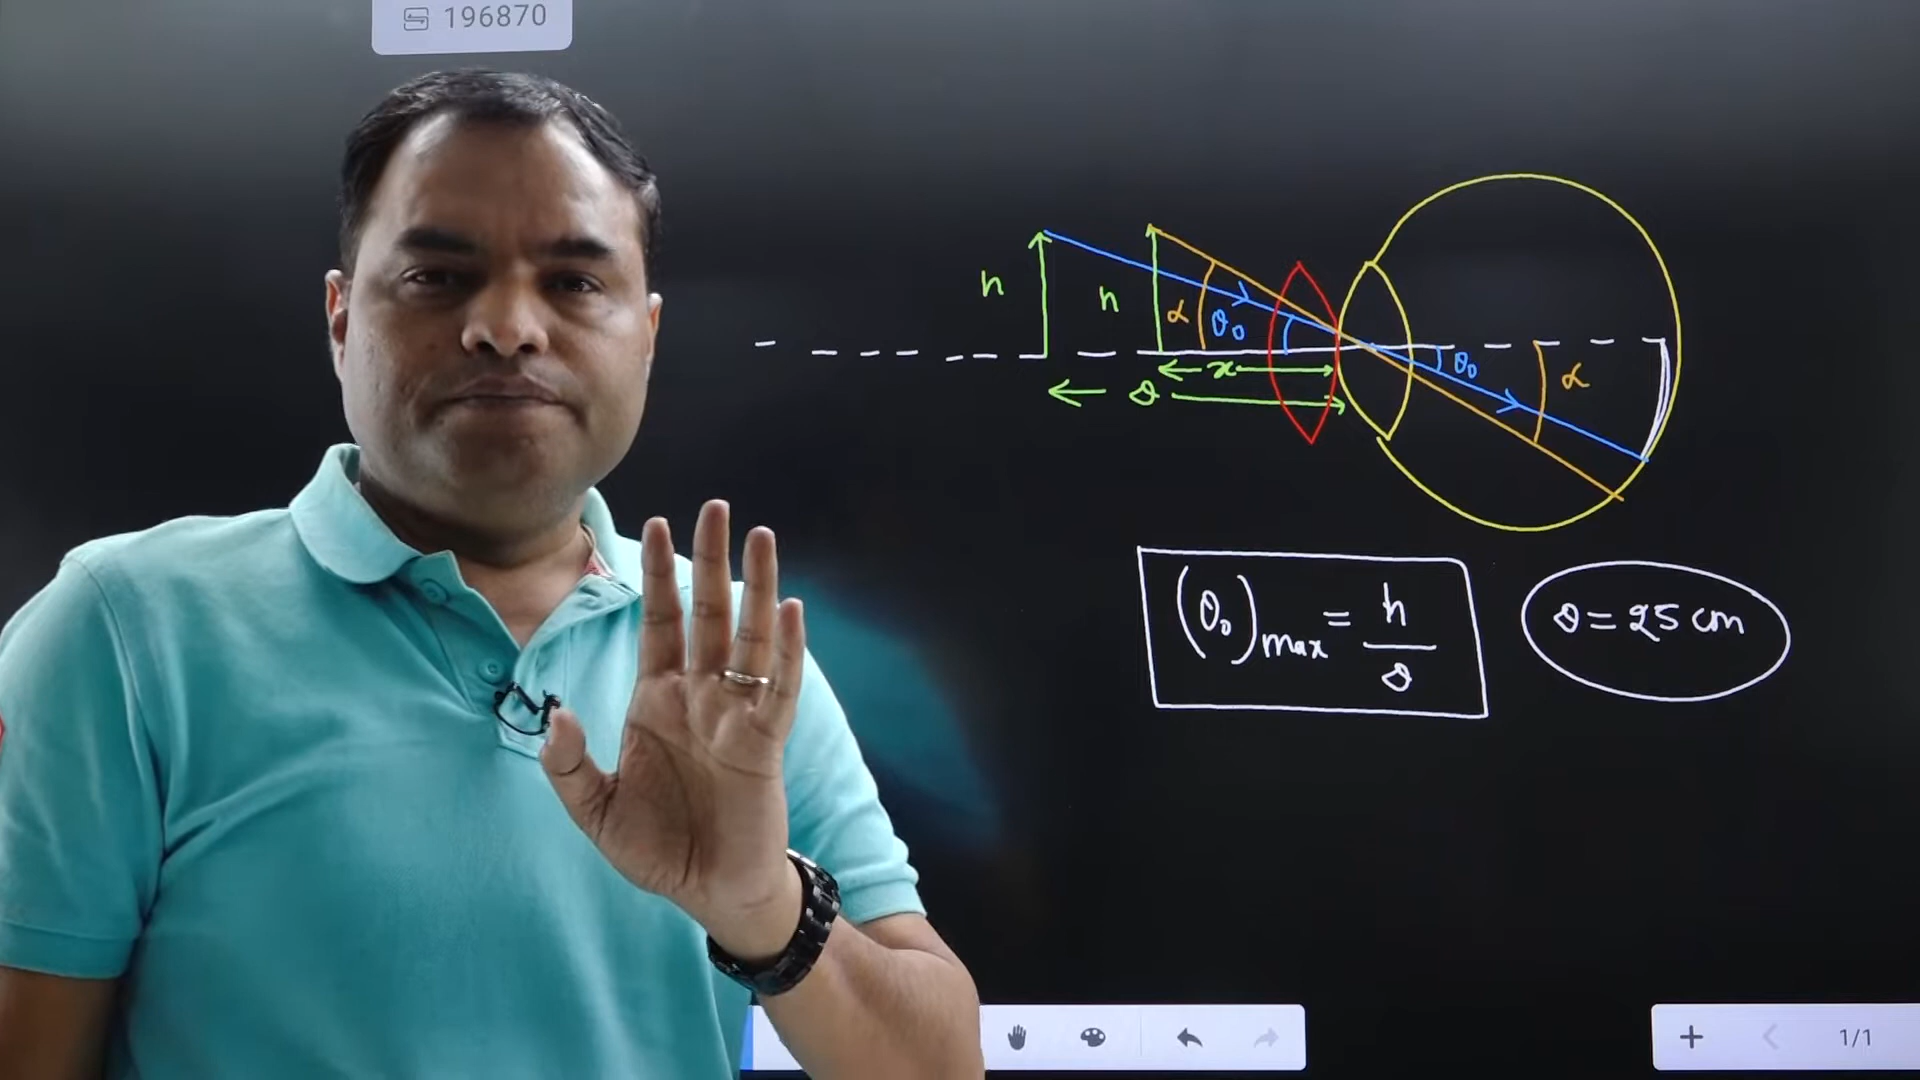 196870
h
h
α
θ₀
x
D
θ₀
α
(θ₀)max = h/D
D = 25 cm
1/1